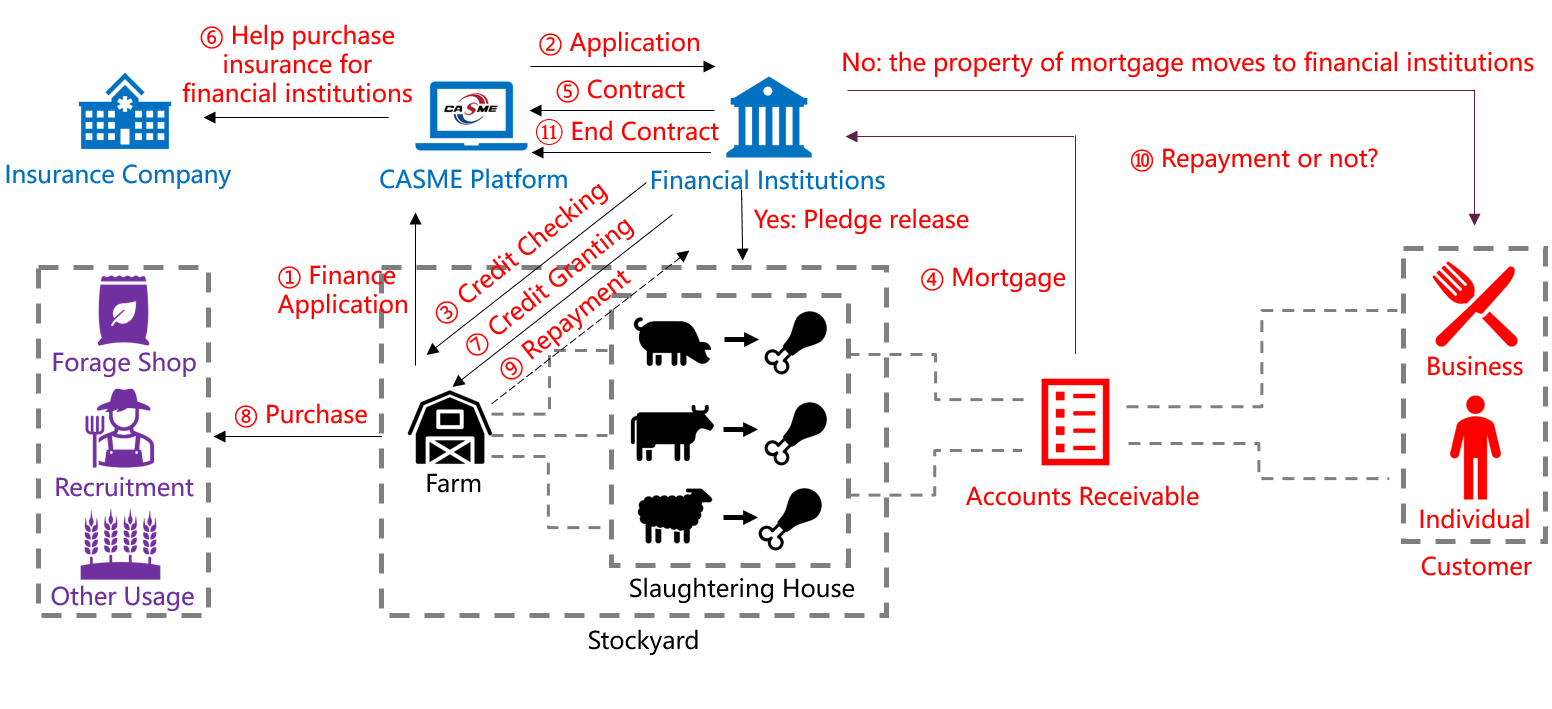 ⑥ Help purchase
insurance for
financial institutions
② Application
⑤ Contract
⑪ End Contract
No: the property of mortgage moves to financial institutions
⑩ Repayment or not?
CASME
Insurance Company
CASME Platform
Financial Institutions
Yes: Pledge release
③ Credit Checking
⑦ Credit Granting
⑨ Repayment
① Finance
Application
④ Mortgage
Forage Shop
Recruitment
Other Usage
⑧ Purchase
Farm
Slaughtering House
Stockyard
Accounts Receivable
Business
Individual
Customer